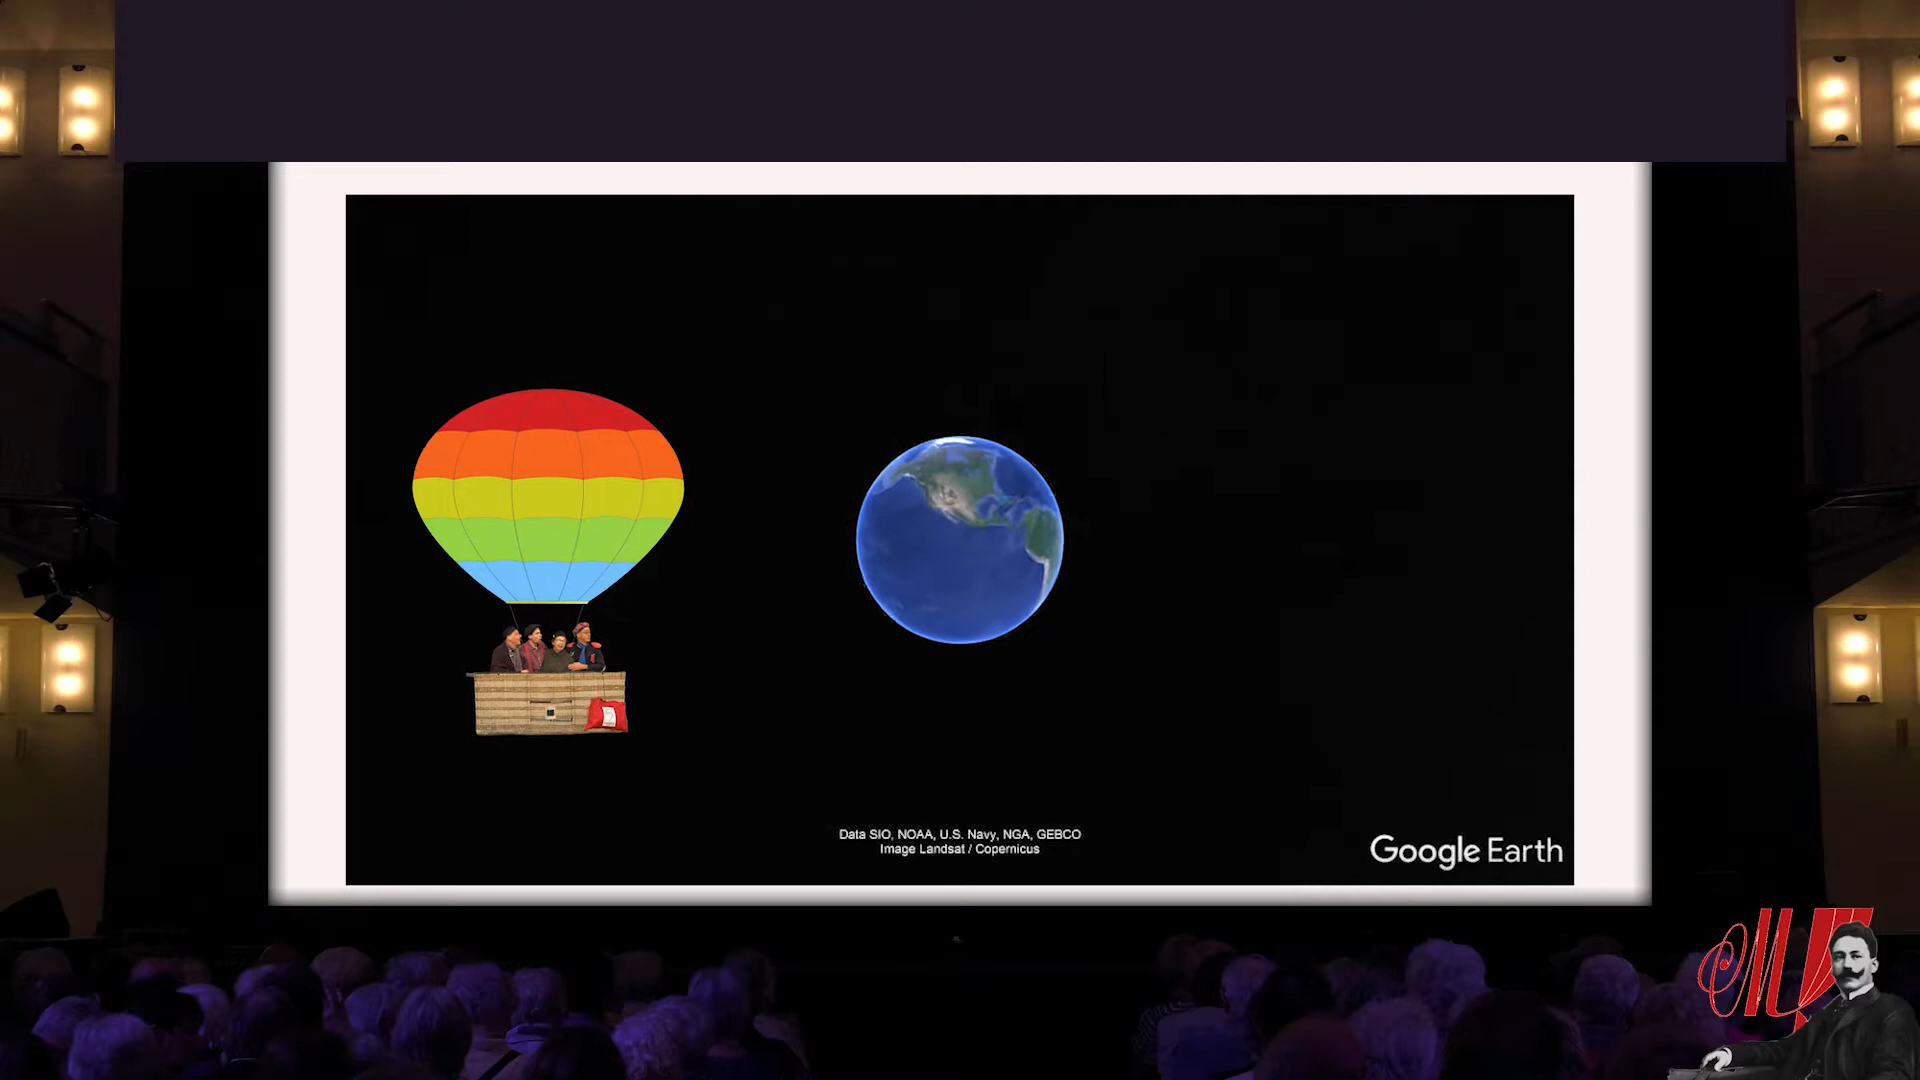 Data SIO, NOAA, U.S. Navy, NGA, GEBCO
Image Landsat / Copernicus
Google Earth